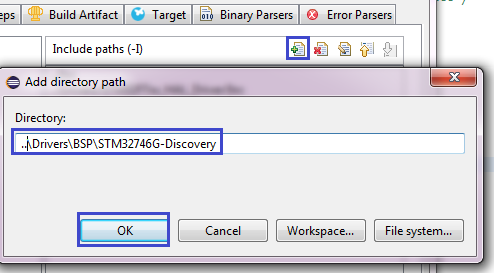 eps Build Artifact Target Binary Parsers Error Parsers
Include paths (-I)
Add directory path
Directory:
..\Drivers\BSP\STM32746G-Discovery
OK Cancel Workspace... File system...